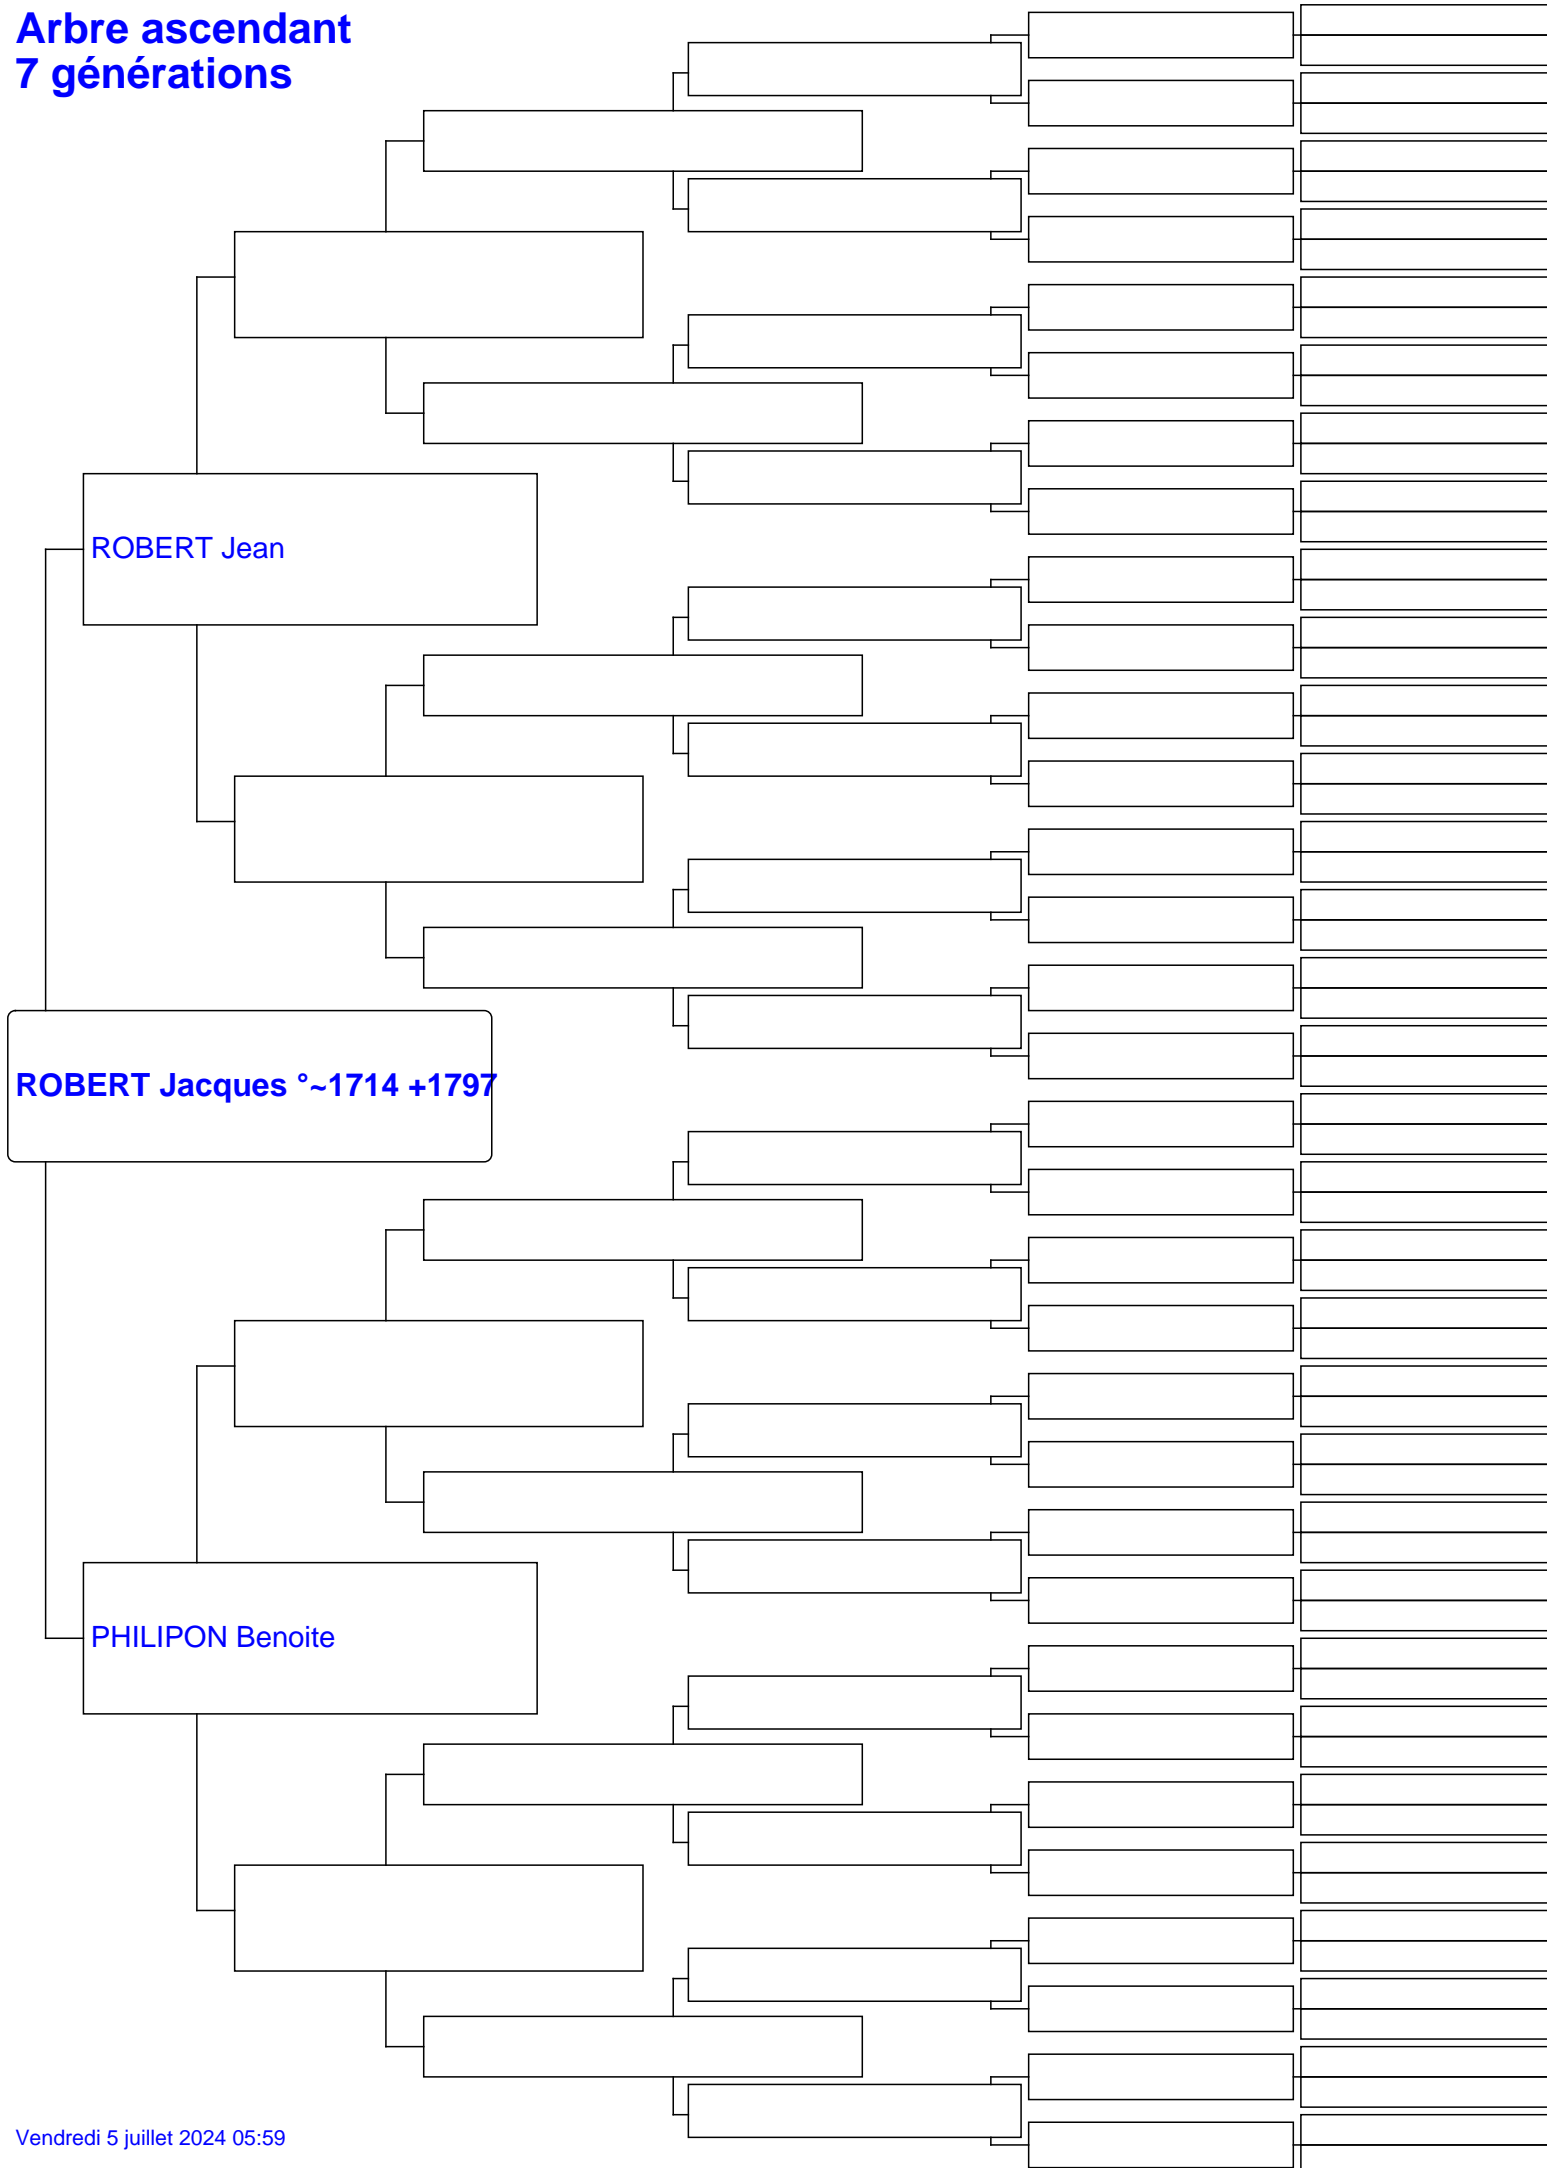 Arbre ascendant
7 générations
ROBERT Jean
ROBERT Jacques °~1714 +1797
PHILIPON Benoite
Vendredi 5 juillet 2024 05:59